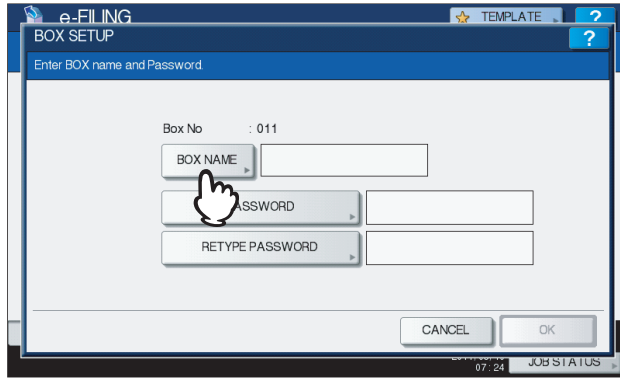 e-FILING
TEMPLATE
?
BOX SETUP
?
Enter BOX name and Password.
Box No : 011
BOX NAME
ASSWORD
RETYPE PASSWORD
CANCEL
OK
07:24
JOB STATUS